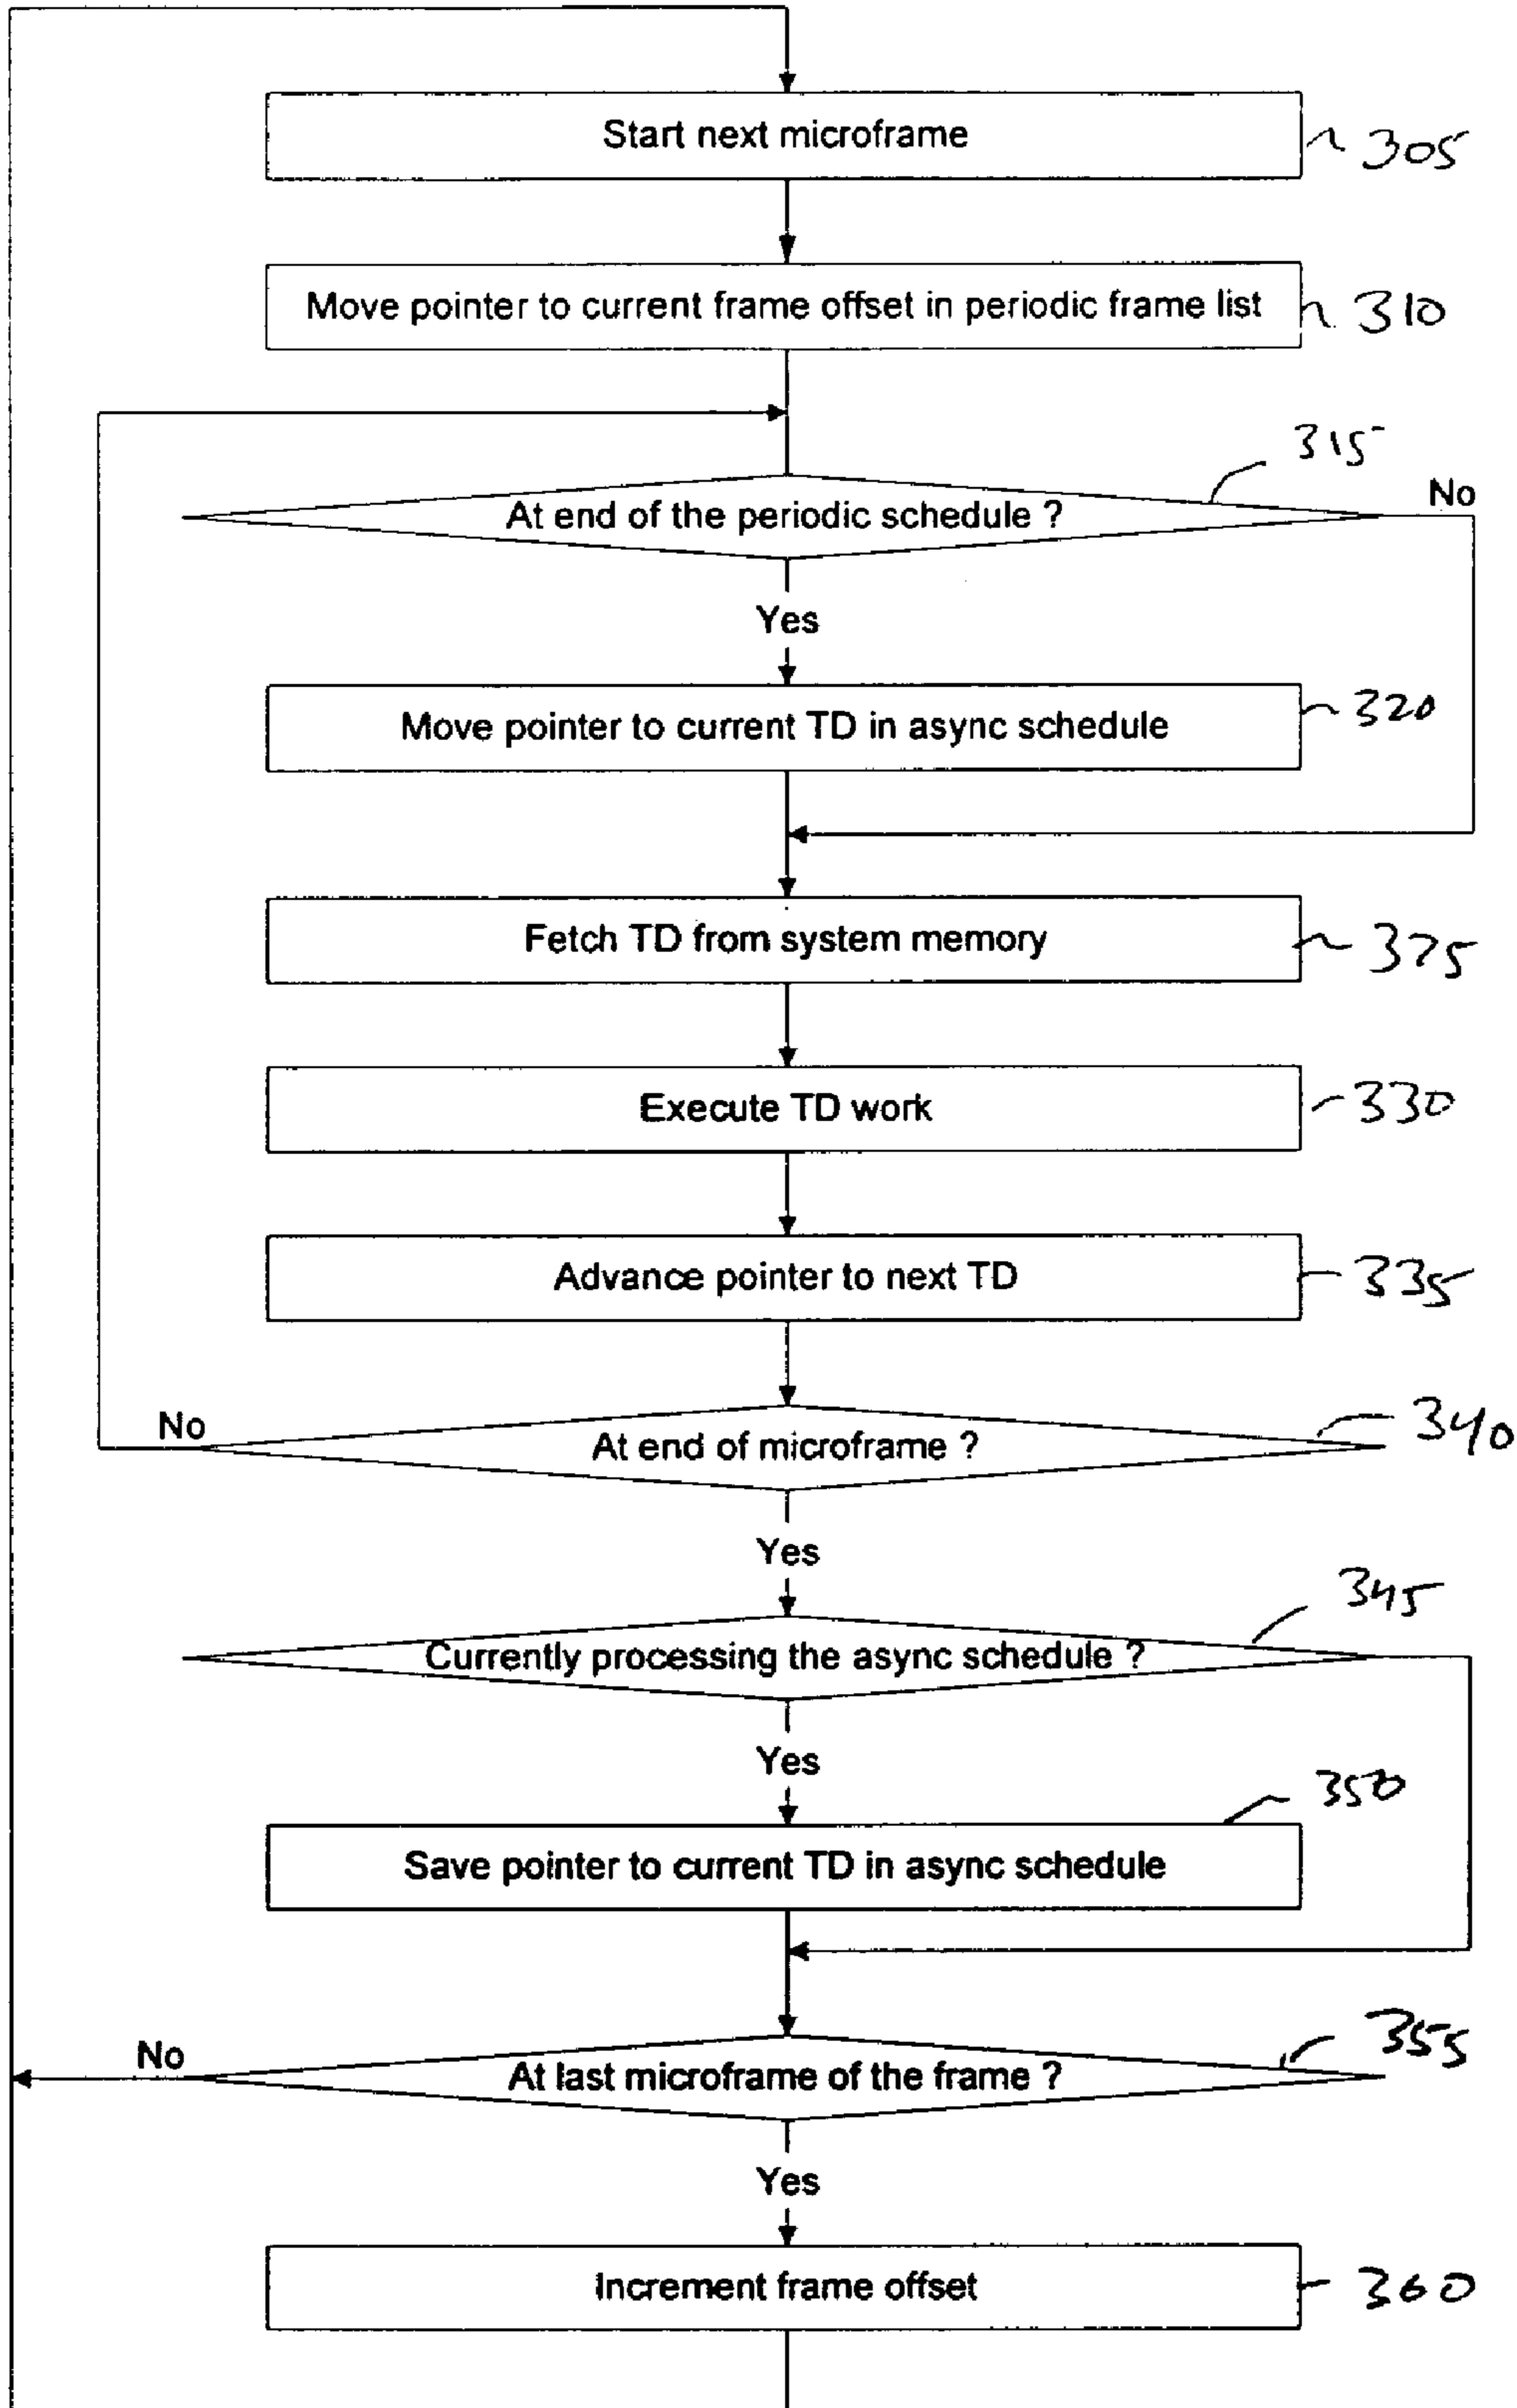 Start next microframe
305
Move pointer to current frame offset in periodic frame list
310
315
At end of the periodic schedule ?
No
Yes
Move pointer to current TD in async schedule
320
Fetch TD from system memory
325
Execute TD work
330
Advance pointer to next TD
335
No
At end of microframe ?
340
Yes
345
Currently processing the async schedule ?
Yes
350
Save pointer to current TD in async schedule
No
At last microframe of the frame ?
355
Yes
Increment frame offset
360